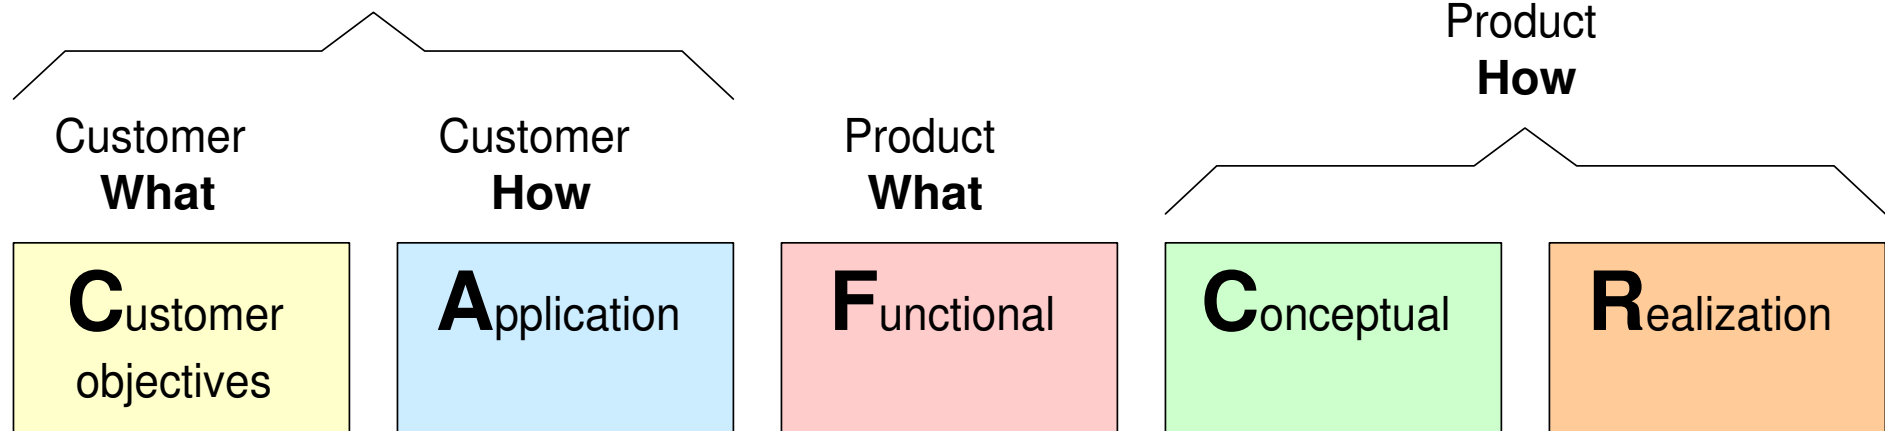 Product
How
Customer
What
Customer
How
Product
What
Customer
objectives
Application
Functional
Conceptual
Realization